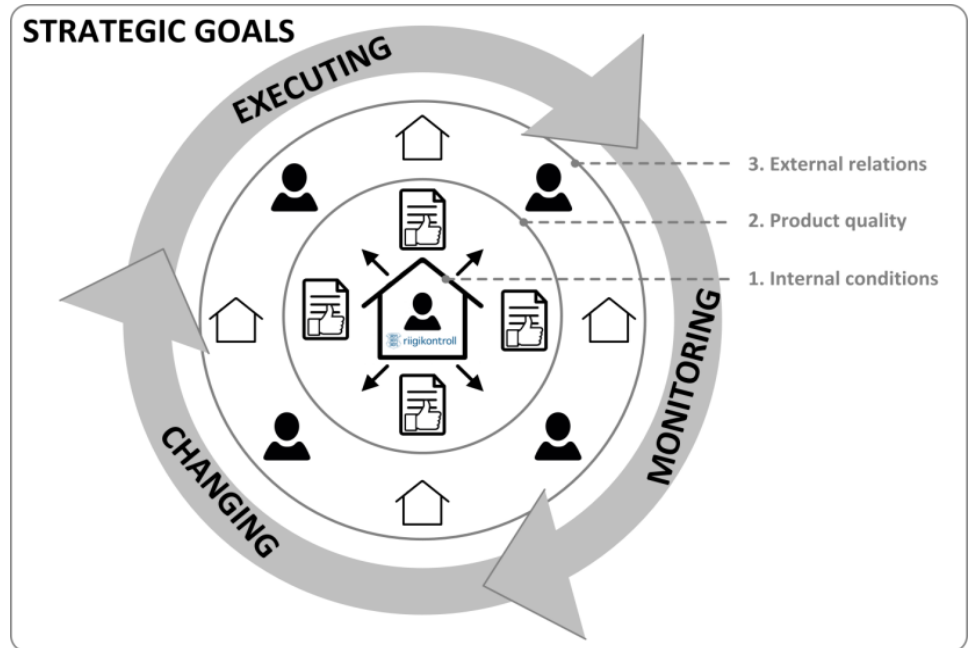 STRATEGIC GOALS
EXECUTING
3. External relations
2. Product quality
1. Internal conditions
riigikontroll
MONITORING
CHANGING